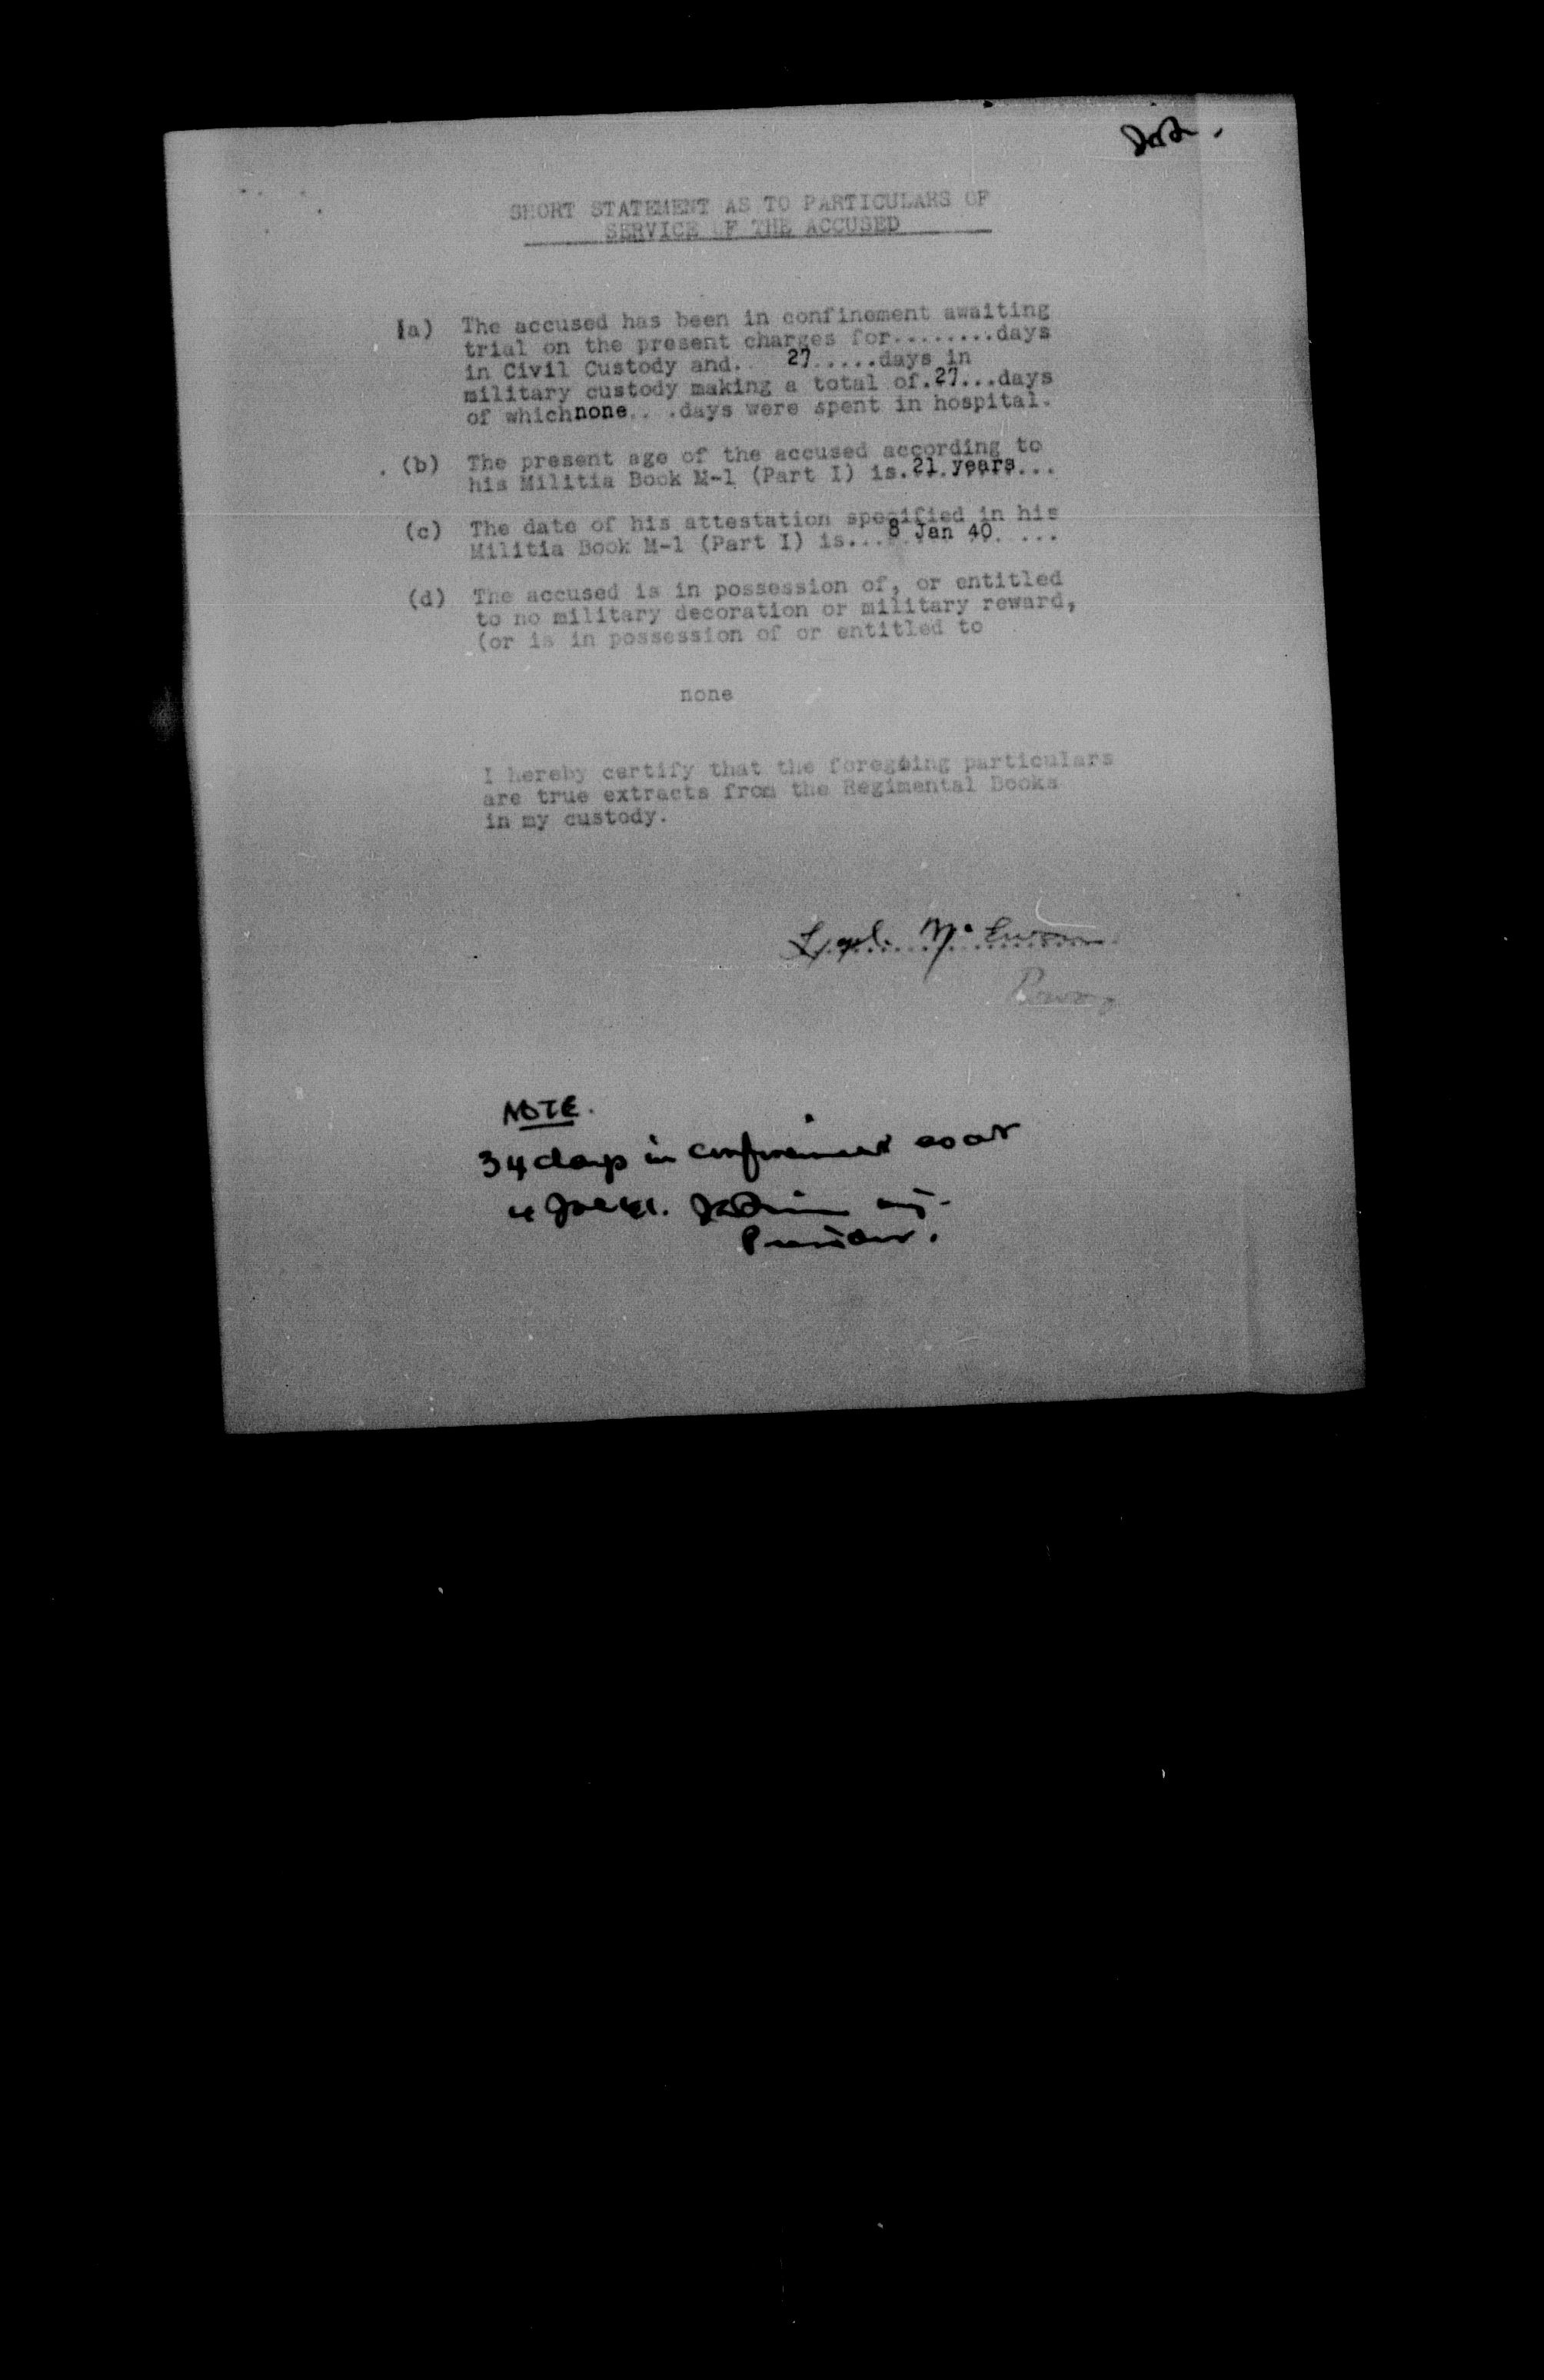 SHORT STATEMENT AS TO PARTICULARS OF
SERVICE OF THE ACCUSED
(a) The accused has been in confinement awaiting
trial on the present charges for........days
in Civil Custody and.. 27.....days in
military custody making a total of.27...days
of whichnone.. .days were spent in hospital.
(b) The present age of the accused according to
his Militia Book M-1 (Part I) is.21 years...
(c) The date of his attestation specified in his
Militia Book M-1 (Part I) is...8 Jan 40.....
(d) The accused is in possession of, or entitled
to no military decoration or military reward,
(or is in possession of or entitled to
none
I hereby certify that the foregoing particulars
are true extracts from the Regimental Books
in my custody.
NOTE.
34 days in confinement as at
President.